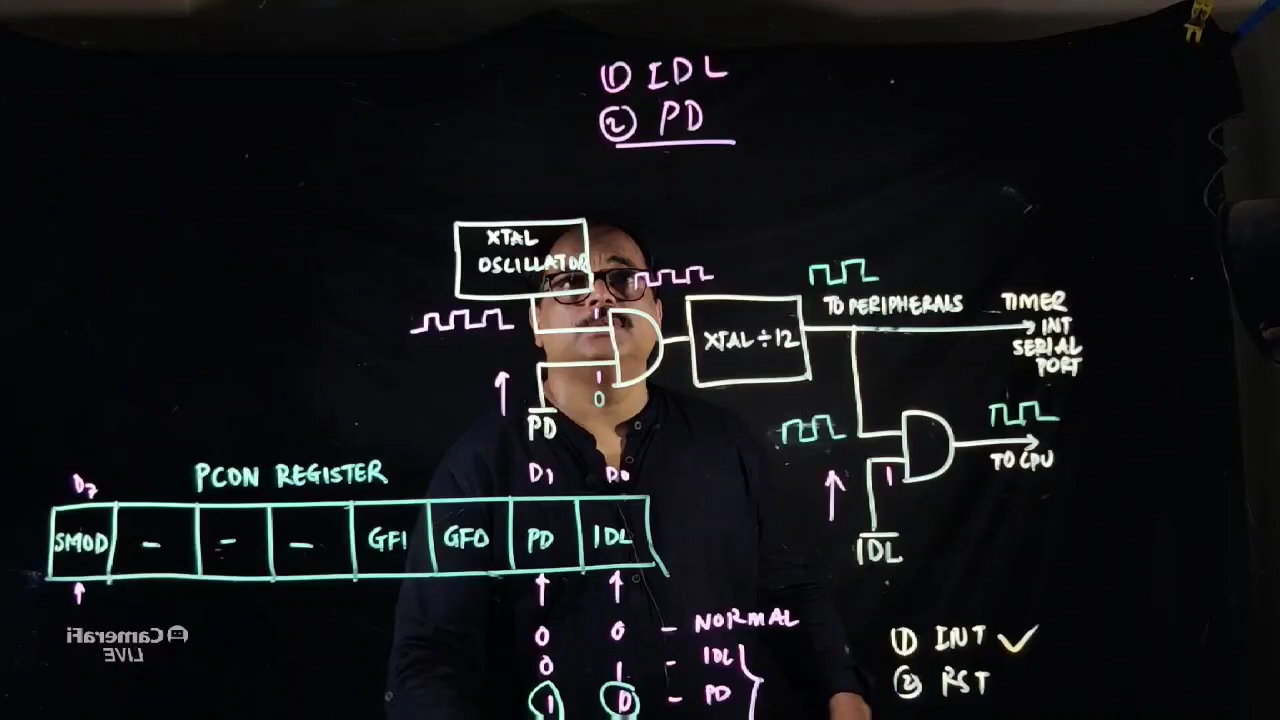 ① IDL
② PD
XTAL
OSCILLATOR
TO PERIPHERALS
TIMER
INT
SERIAL
PORT
1
XTAL ÷ 12
1
0
PD
1
TO CPU
IDL
PCON REGISTER
D7
D1
D0
SMOD - - - GF1 GF0 PD IDL
0 0 - NORMAL
0 1 - IDL
1 0 - PD
① INT ✓
② RST
CameraFi
LIVE